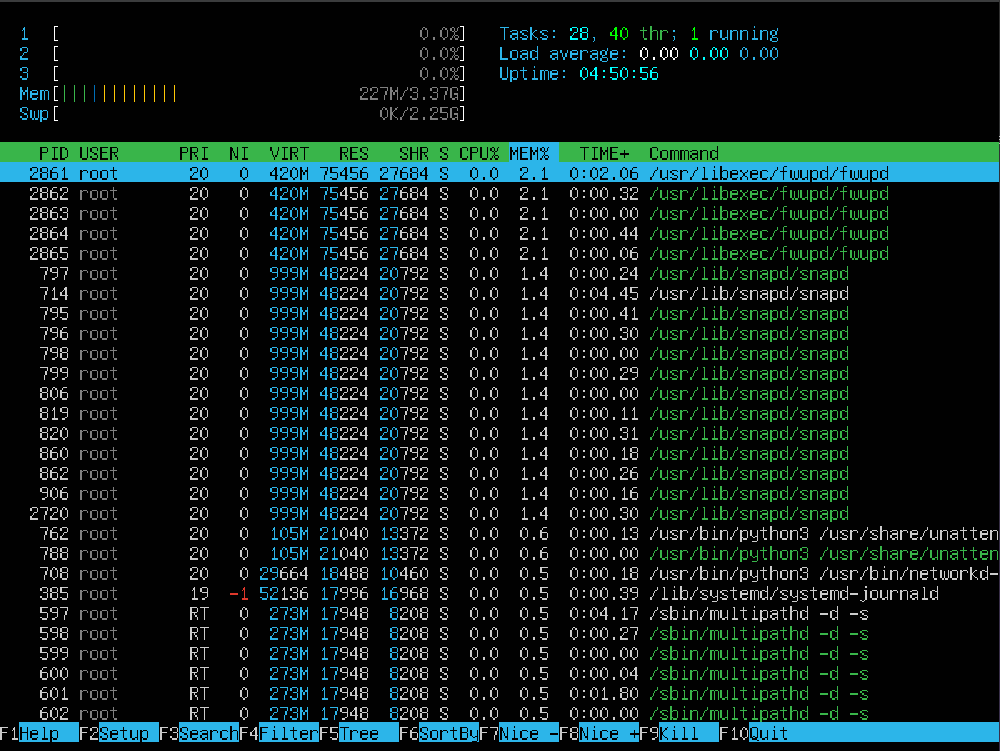 1 [ 0.0%] Tasks: 28, 40 thr; 1 running
2 [ 0.0%] Load average: 0.00 0.00 0.00
3 [ 0.0%] Uptime: 04:50:56
Mem[|||||||||||| 227M/3.37G]
Swp[ 0K/2.25G]
PID USER PRI NI VIRT RES SHR S CPU% MEM% TIME+ Command
2861 root 20 0 420M 75456 27684 S 0.0 2.1 0:02.06 /usr/libexec/fwupd/fwupd
2862 root 20 0 420M 75456 27684 S 0.0 2.1 0:00.32 /usr/libexec/fwupd/fwupd
2863 root 20 0 420M 75456 27684 S 0.0 2.1 0:00.00 /usr/libexec/fwupd/fwupd
2864 root 20 0 420M 75456 27684 S 0.0 2.1 0:00.44 /usr/libexec/fwupd/fwupd
2865 root 20 0 420M 75456 27684 S 0.0 2.1 0:00.06 /usr/libexec/fwupd/fwupd
797 root 20 0 999M 48224 20792 S 0.0 1.4 0:00.24 /usr/lib/snapd/snapd
714 root 20 0 999M 48224 20792 S 0.0 1.4 0:04.45 /usr/lib/snapd/snapd
795 root 20 0 999M 48224 20792 S 0.0 1.4 0:00.41 /usr/lib/snapd/snapd
796 root 20 0 999M 48224 20792 S 0.0 1.4 0:00.30 /usr/lib/snapd/snapd
798 root 20 0 999M 48224 20792 S 0.0 1.4 0:00.00 /usr/lib/snapd/snapd
799 root 20 0 999M 48224 20792 S 0.0 1.4 0:00.29 /usr/lib/snapd/snapd
806 root 20 0 999M 48224 20792 S 0.0 1.4 0:00.00 /usr/lib/snapd/snapd
819 root 20 0 999M 48224 20792 S 0.0 1.4 0:00.11 /usr/lib/snapd/snapd
820 root 20 0 999M 48224 20792 S 0.0 1.4 0:00.31 /usr/lib/snapd/snapd
860 root 20 0 999M 48224 20792 S 0.0 1.4 0:00.18 /usr/lib/snapd/snapd
862 root 20 0 999M 48224 20792 S 0.0 1.4 0:00.26 /usr/lib/snapd/snapd
906 root 20 0 999M 48224 20792 S 0.0 1.4 0:00.16 /usr/lib/snapd/snapd
2720 root 20 0 999M 48224 20792 S 0.0 1.4 0:00.30 /usr/lib/snapd/snapd
762 root 20 0 105M 21040 13372 S 0.0 0.6 0:00.13 /usr/bin/python3 /usr/share/unatten
788 root 20 0 105M 21040 13372 S 0.0 0.6 0:00.00 /usr/bin/python3 /usr/share/unatten
708 root 20 0 29664 18488 10460 S 0.0 0.5 0:00.18 /usr/bin/python3 /usr/bin/networkd-
385 root 19 -1 52136 17996 16968 S 0.0 0.5 0:00.39 /lib/systemd/systemd-journald
597 root RT 0 273M 17948 8208 S 0.0 0.5 0:04.17 /sbin/multipathd -d -s
598 root RT 0 273M 17948 8208 S 0.0 0.5 0:00.27 /sbin/multipathd -d -s
599 root RT 0 273M 17948 8208 S 0.0 0.5 0:00.00 /sbin/multipathd -d -s
600 root RT 0 273M 17948 8208 S 0.0 0.5 0:00.04 /sbin/multipathd -d -s
601 root RT 0 273M 17948 8208 S 0.0 0.5 0:01.80 /sbin/multipathd -d -s
602 root RT 0 273M 17948 8208 S 0.0 0.5 0:00.00 /sbin/multipathd -d -s
F1Help F2Setup F3SearchF4FilterF5Tree F6SortByF7Nice -F8Nice +F9Kill F10Quit